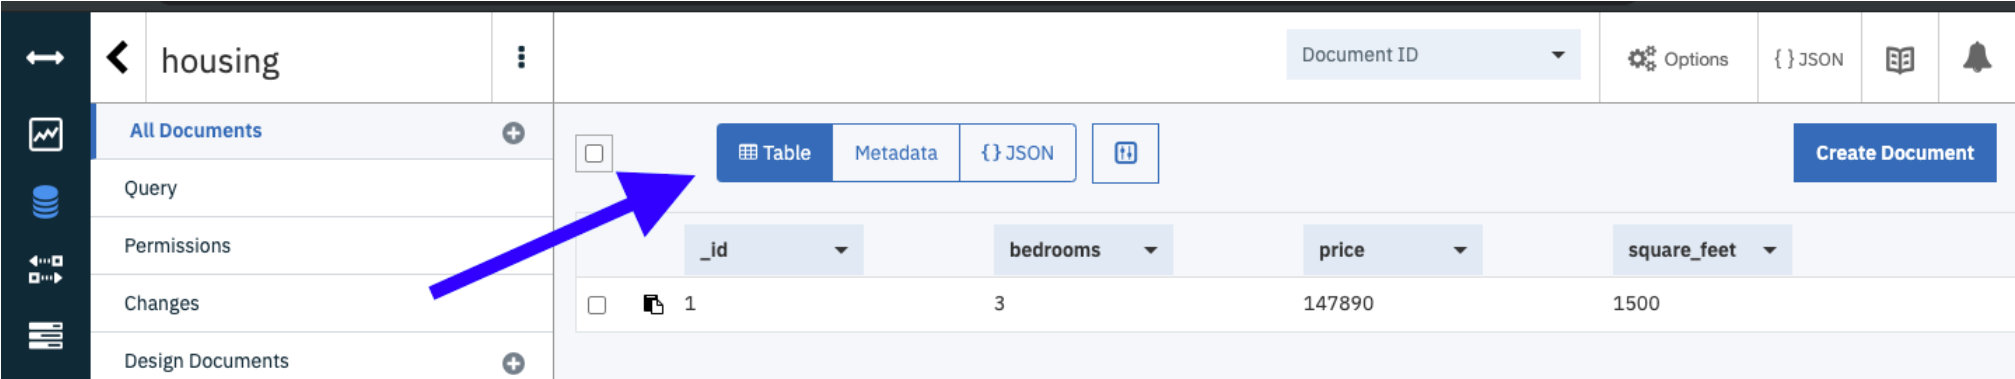 housing
Document ID
Options
{ } JSON
All Documents
Table
Metadata
{ } JSON
Create Document
Query
Permissions
Changes
Design Documents
_id
bedrooms
price
square_feet
1
3
147890
1500